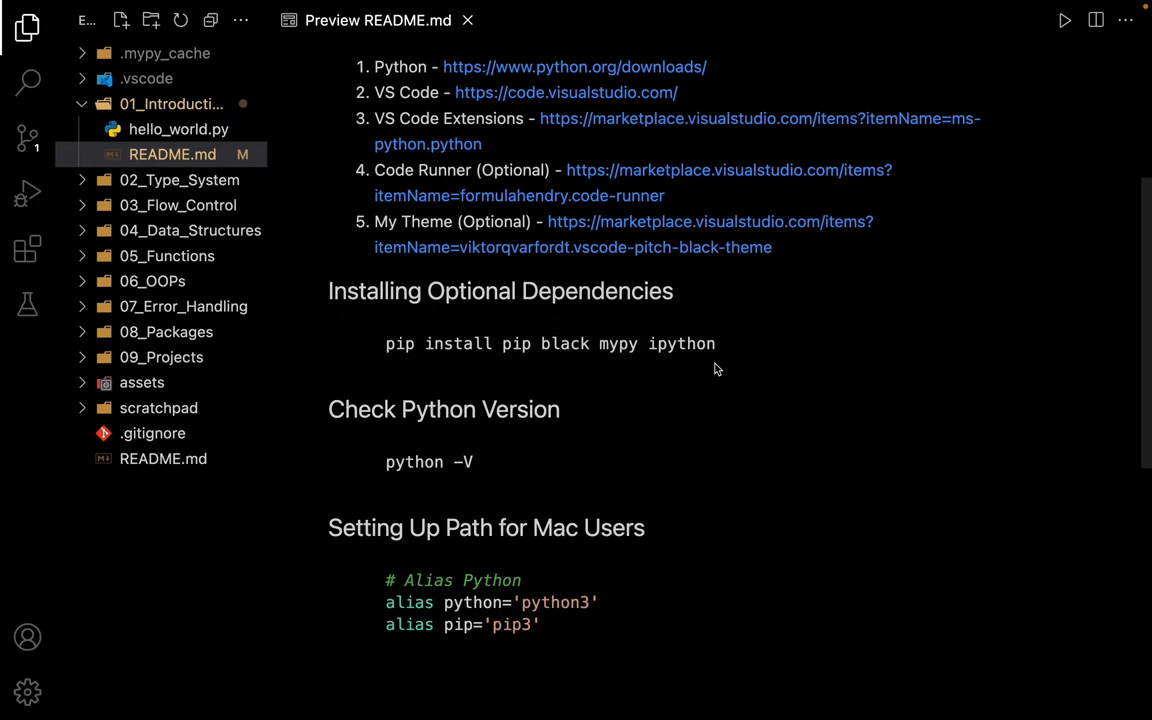 E...
Preview README.md
.mypy_cache
.vscode
01_Introducti...
hello_world.py
README.md M
02_Type_System
03_Flow_Control
04_Data_Structures
05_Functions
06_OOPs
07_Error_Handling
08_Packages
09_Projects
assets
scratchpad
.gitignore
README.md
1
1. Python - https://www.python.org/downloads/
2. VS Code - https://code.visualstudio.com/
3. VS Code Extensions - https://marketplace.visualstudio.com/items?itemName=ms-
python.python
4. Code Runner (Optional) - https://marketplace.visualstudio.com/items?
itemName=formulahendry.code-runner
5. My Theme (Optional) - https://marketplace.visualstudio.com/items?
itemName=viktorqvarfordt.vscode-pitch-black-theme
Installing Optional Dependencies
pip install pip black mypy ipython
Check Python Version
python -V
Setting Up Path for Mac Users
# Alias Python
alias python='python3'
alias pip='pip3'